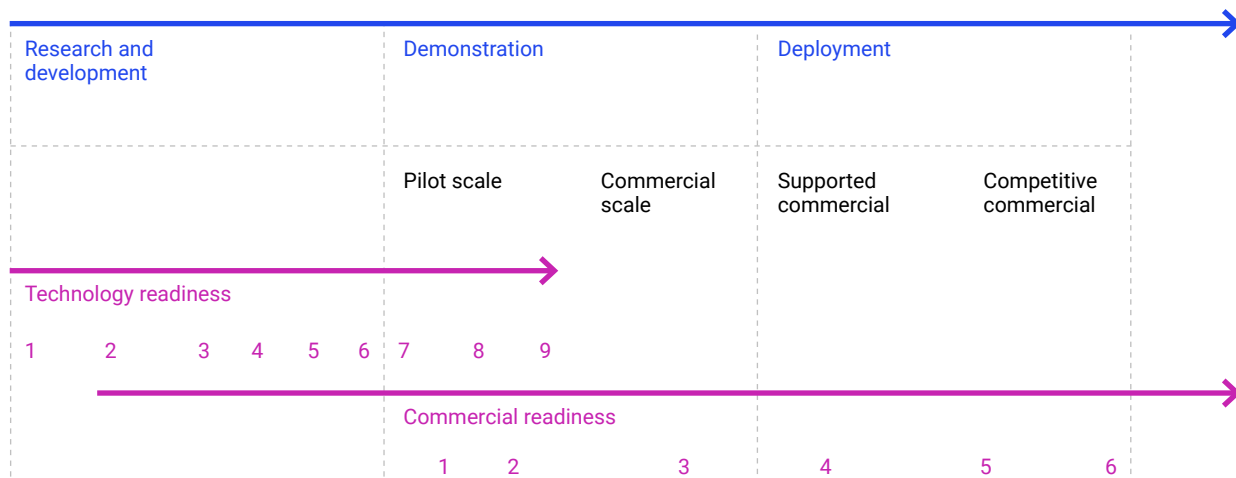 Research and
development
Demonstration
Deployment
Pilot scale
Commercial
scale
Supported
commercial
Competitive
commercial
Technology readiness
1 2 3 4 5 6 7 8 9
Commercial readiness
1 2 3 4 5 6